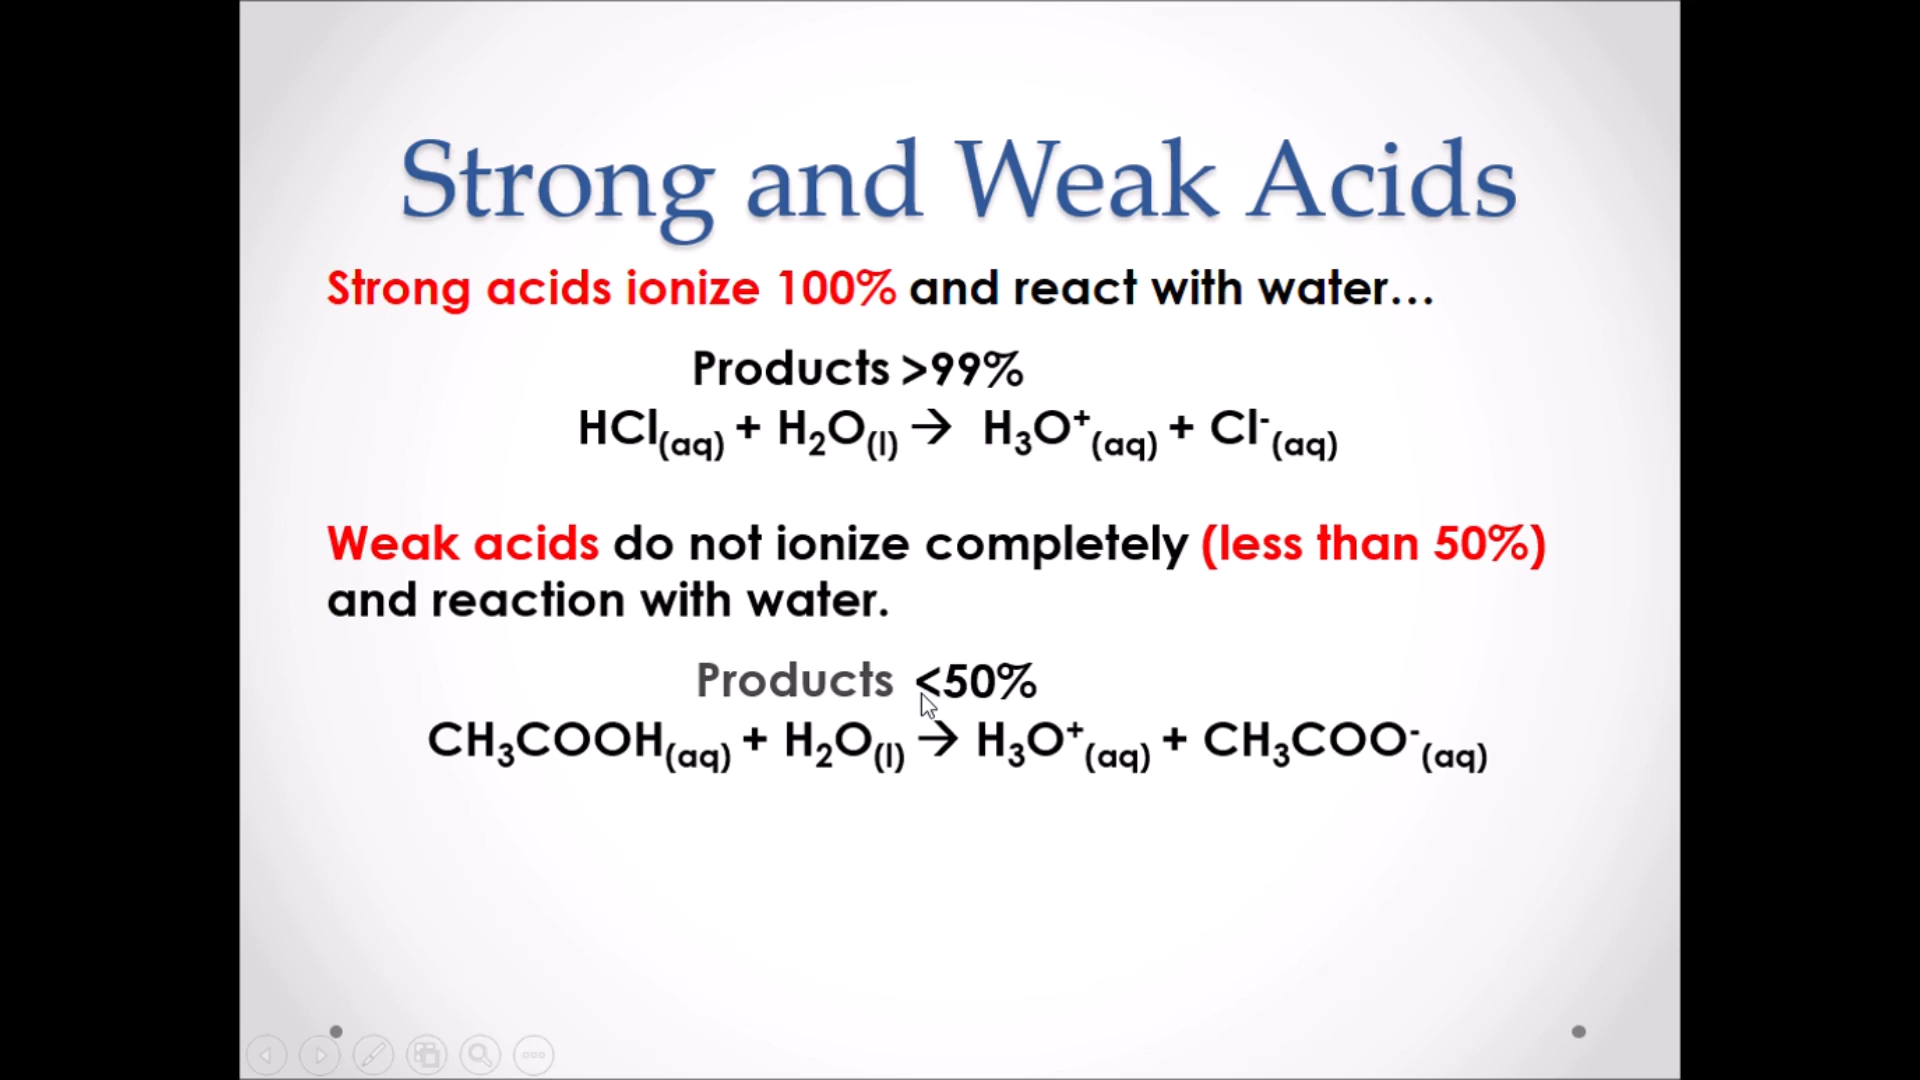 Strong and Weak Acids
Strong acids ionize 100% and react with water…
Products >99%
HCl(aq) + H₂O(l) → H₃O⁺(aq) + Cl⁻(aq)
Weak acids do not ionize completely (less than 50%)
and reaction with water.
Products <50%
CH₃COOH(aq) + H₂O(l) → H₃O⁺(aq) + CH₃COO⁻(aq)